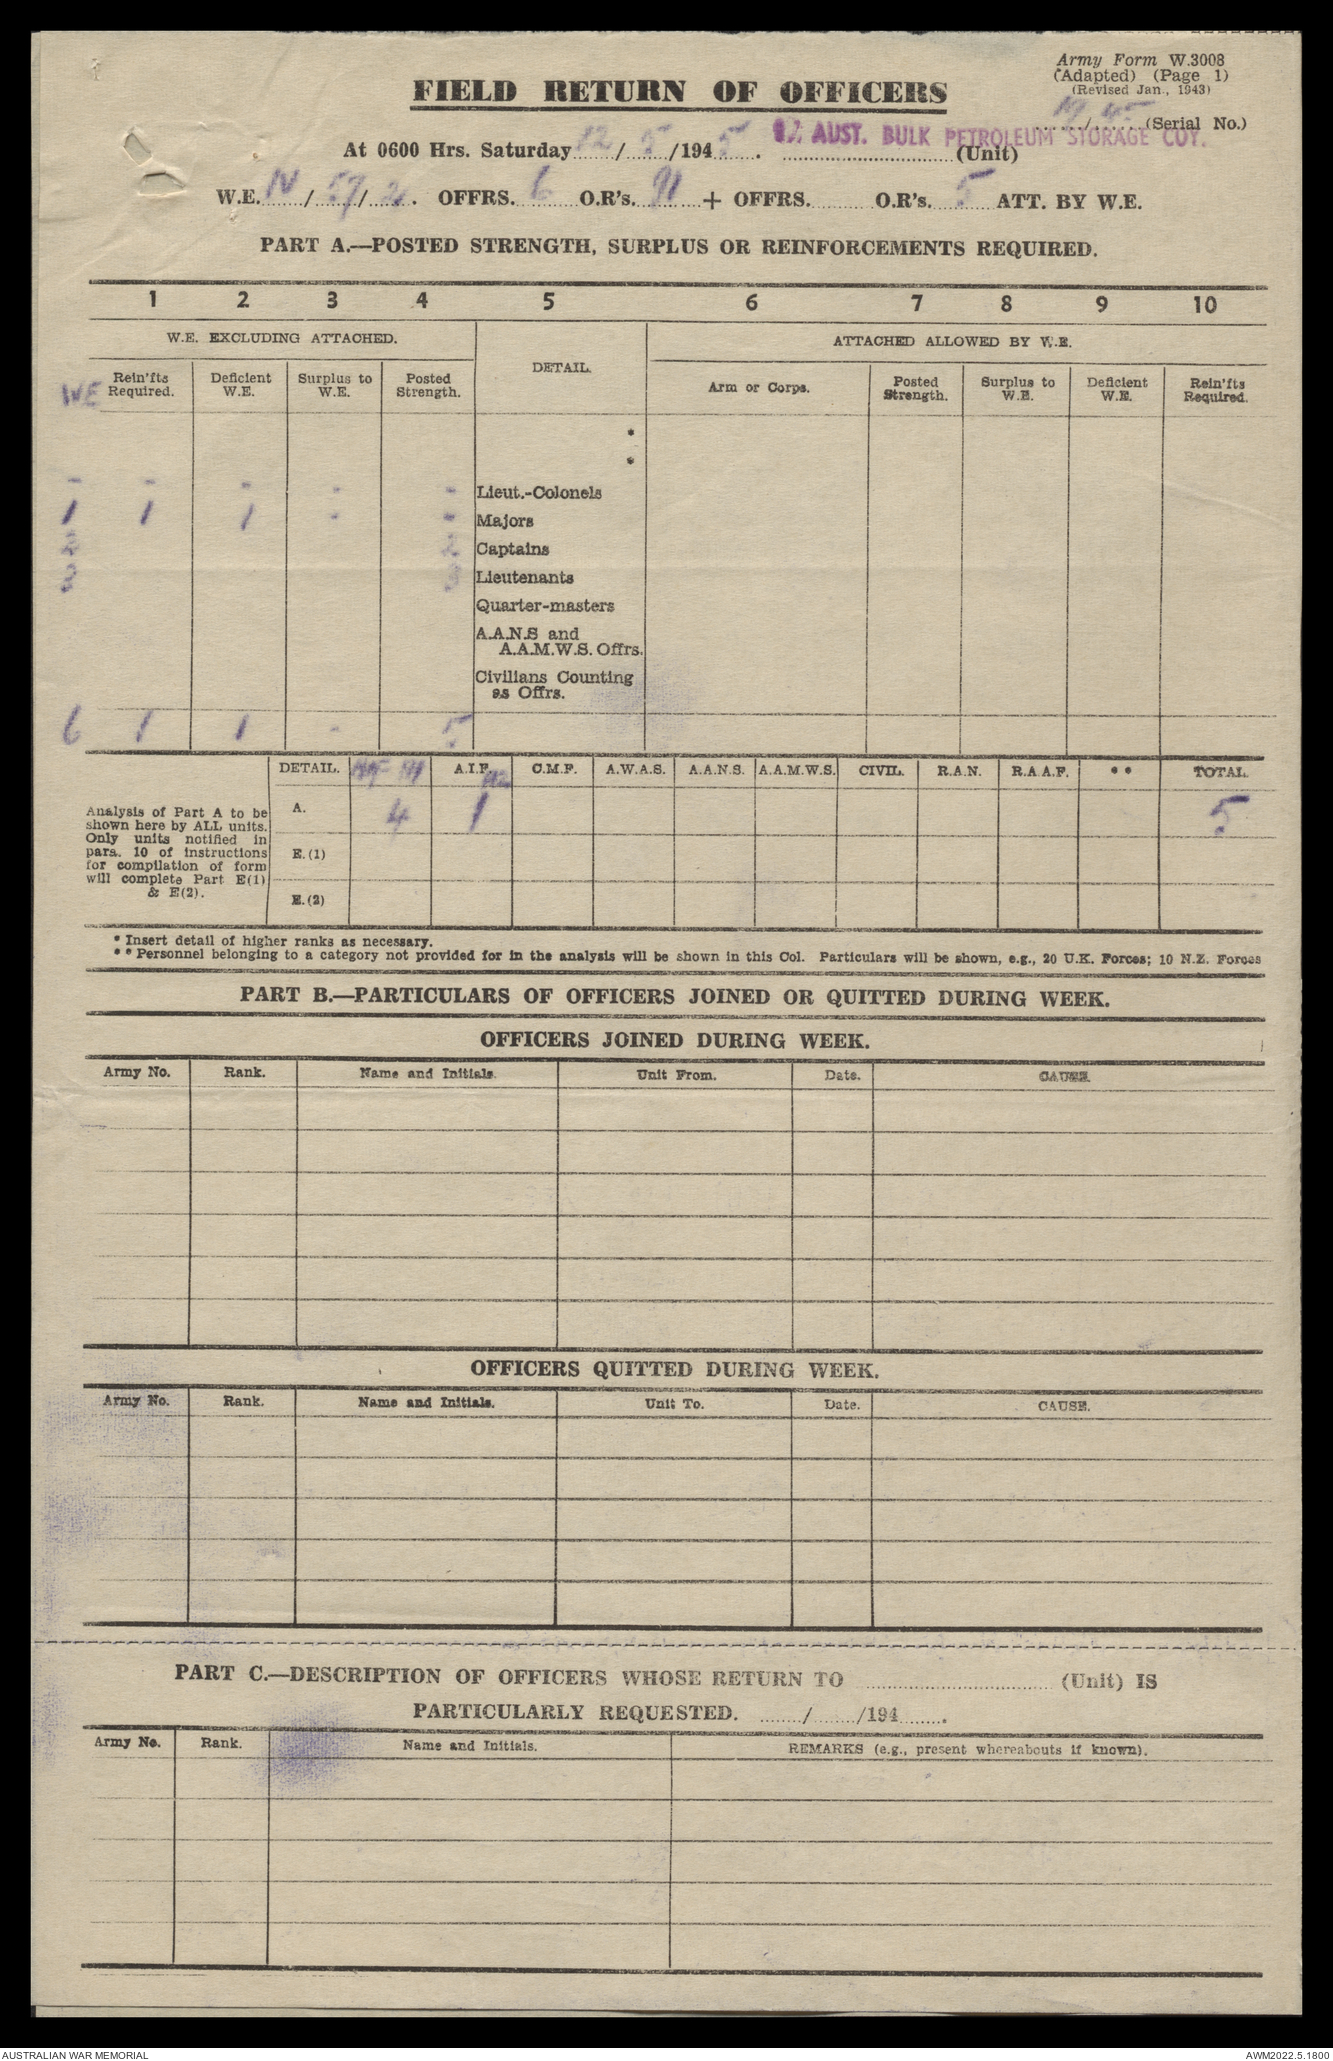 Army Form W.3008
(Adapted) (Page 1)
(Revised Jan., 1943)
FIELD RETURN OF OFFICERS
19/45 (Serial No.)
At 0600 Hrs. Saturday 12/5/1945. AUST. BULK PETROLEUM STORAGE COY. (Unit)
W.E. IV/57/2. OFFRS. 6 O.R's. 91 + OFFRS. O.R's. 5 ATT. BY W.E.
PART A.—POSTED STRENGTH, SURPLUS OR REINFORCEMENTS REQUIRED.
1 2 3 4 5 6 7 8 9 10
W.E. EXCLUDING ATTACHED. DETAIL. ATTACHED ALLOWED BY W.E.
WE Rein'fts Required. Deficient W.E. Surplus to W.E. Posted Strength. Arm or Corps. Posted Strength. Surplus to W.E. Deficient W.E. Rein'fts Required.
*
*
- - - - - Lieut.-Colonels
1 1 1 - - Majors
2 2 Captains
3 3 Lieutenants
Quarter-masters
A.A.N.S and
A.A.M.W.S. Offrs.
Civilians Counting
as Offrs.
6 1 1 - 5
DETAIL. A.I.F. C.M.F. A.W.A.S. A.A.N.S. A.A.M.W.S. CIVIL. R.A.N. R.A.A.F. ** TOTAL.
Analysis of Part A to be
shown here by ALL units.
Only units notified in
para. 10 of instructions
for compilation of form
will complete Part E(1)
& E(2).
A. 4 1 5
E.(1)
E.(2)
* Insert detail of higher ranks as necessary.
** Personnel belonging to a category not provided for in the analysis will be shown in this Col. Particulars will be shown, e.g., 20 U.K. Forces; 10 N.Z. Forces
PART B.—PARTICULARS OF OFFICERS JOINED OR QUITTED DURING WEEK.
OFFICERS JOINED DURING WEEK.
Army No. Rank. Name and Initials. Unit From. Date. CAUSE.
OFFICERS QUITTED DURING WEEK.
Army No. Rank. Name and Initials. Unit To. Date. CAUSE.
PART C.—DESCRIPTION OF OFFICERS WHOSE RETURN TO .......... (Unit) IS
PARTICULARLY REQUESTED. ......./......./194.......
Army No. Rank. Name and Initials. REMARKS (e.g., present whereabouts if known).
AUSTRALIAN WAR MEMORIAL AWM2022.5.1800